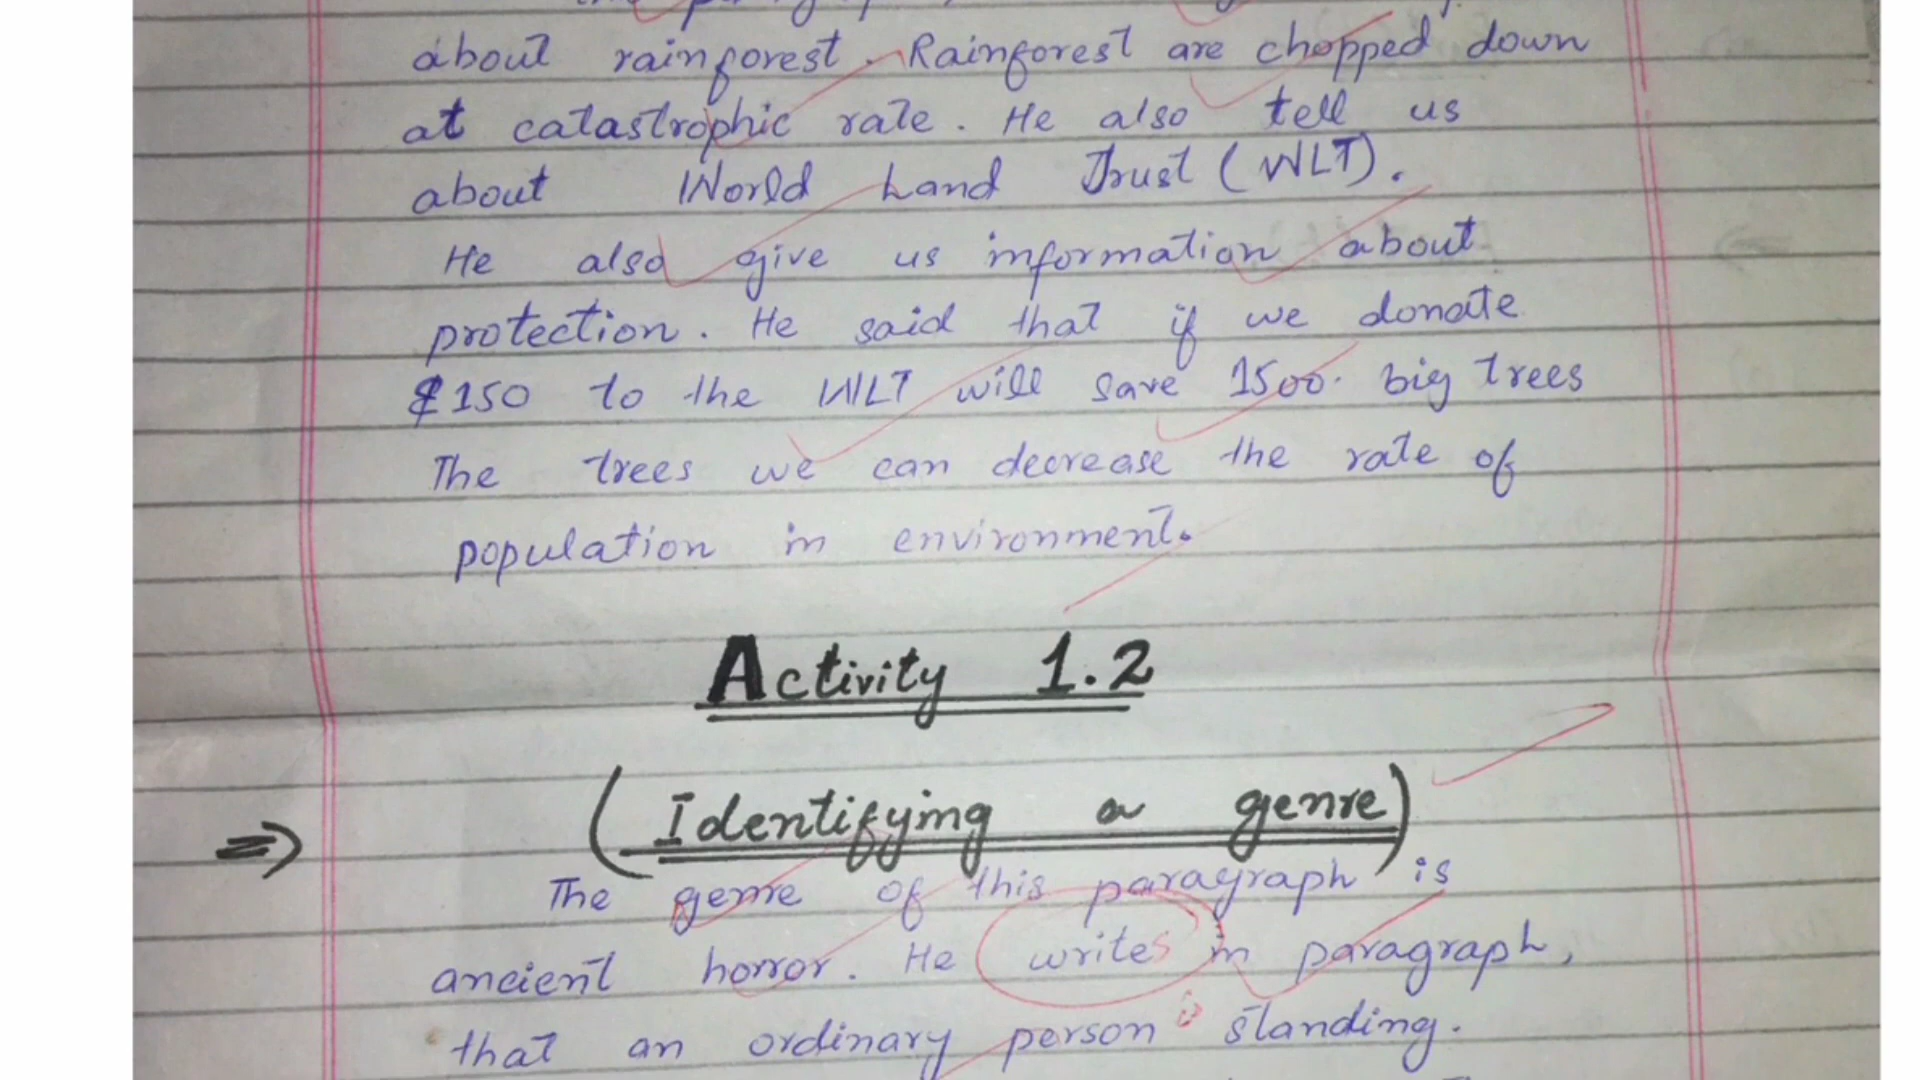 about rainforest. Rainforest are chopped down
at catastrophic rate. He also tell us
about World Land Trust (WLT).
He also give us information about
protection. He said that if we donate
£150 to the WLT will save 1500. big trees
The trees we can decrease the rate of
population in environment.
Activity 1.2
(Identifying a genre)
The genre of this paragraph is
ancient horror. He writes in paragraph,
that an ordinary person is standing.